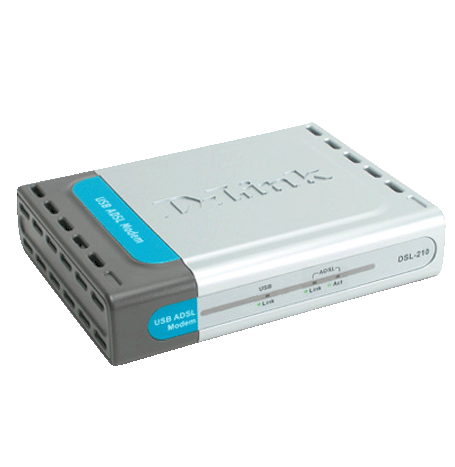 D-Link
USB ADSL Modem
DSL-210
USB
ADSL
Link
Link
Act
USB ADSL
Modem